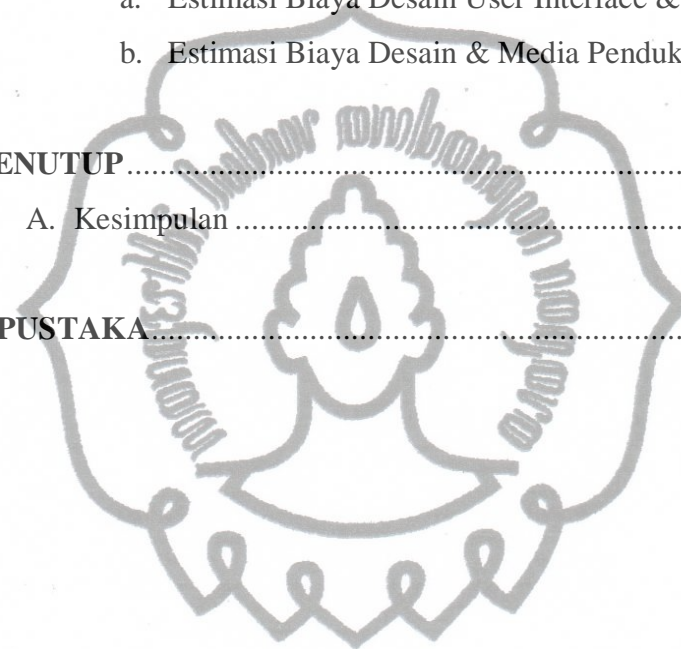 a. Estimasi Biaya Desain User Interface &
b. Estimasi Biaya Desain & Media Penduk
ENUTUP
A. Kesimpulan
PUSTAKA